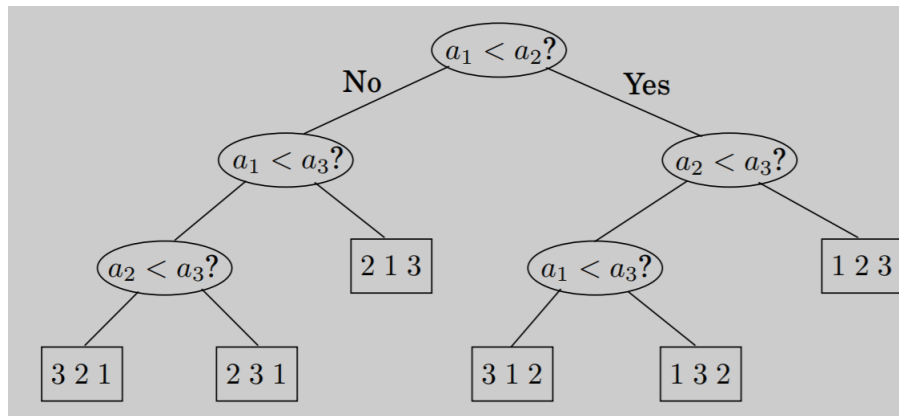 a₁ < a₂?
No Yes
a₁ < a₃? a₂ < a₃?
a₂ < a₃? 2 1 3 a₁ < a₃? 1 2 3
3 2 1 2 3 1 3 1 2 1 3 2